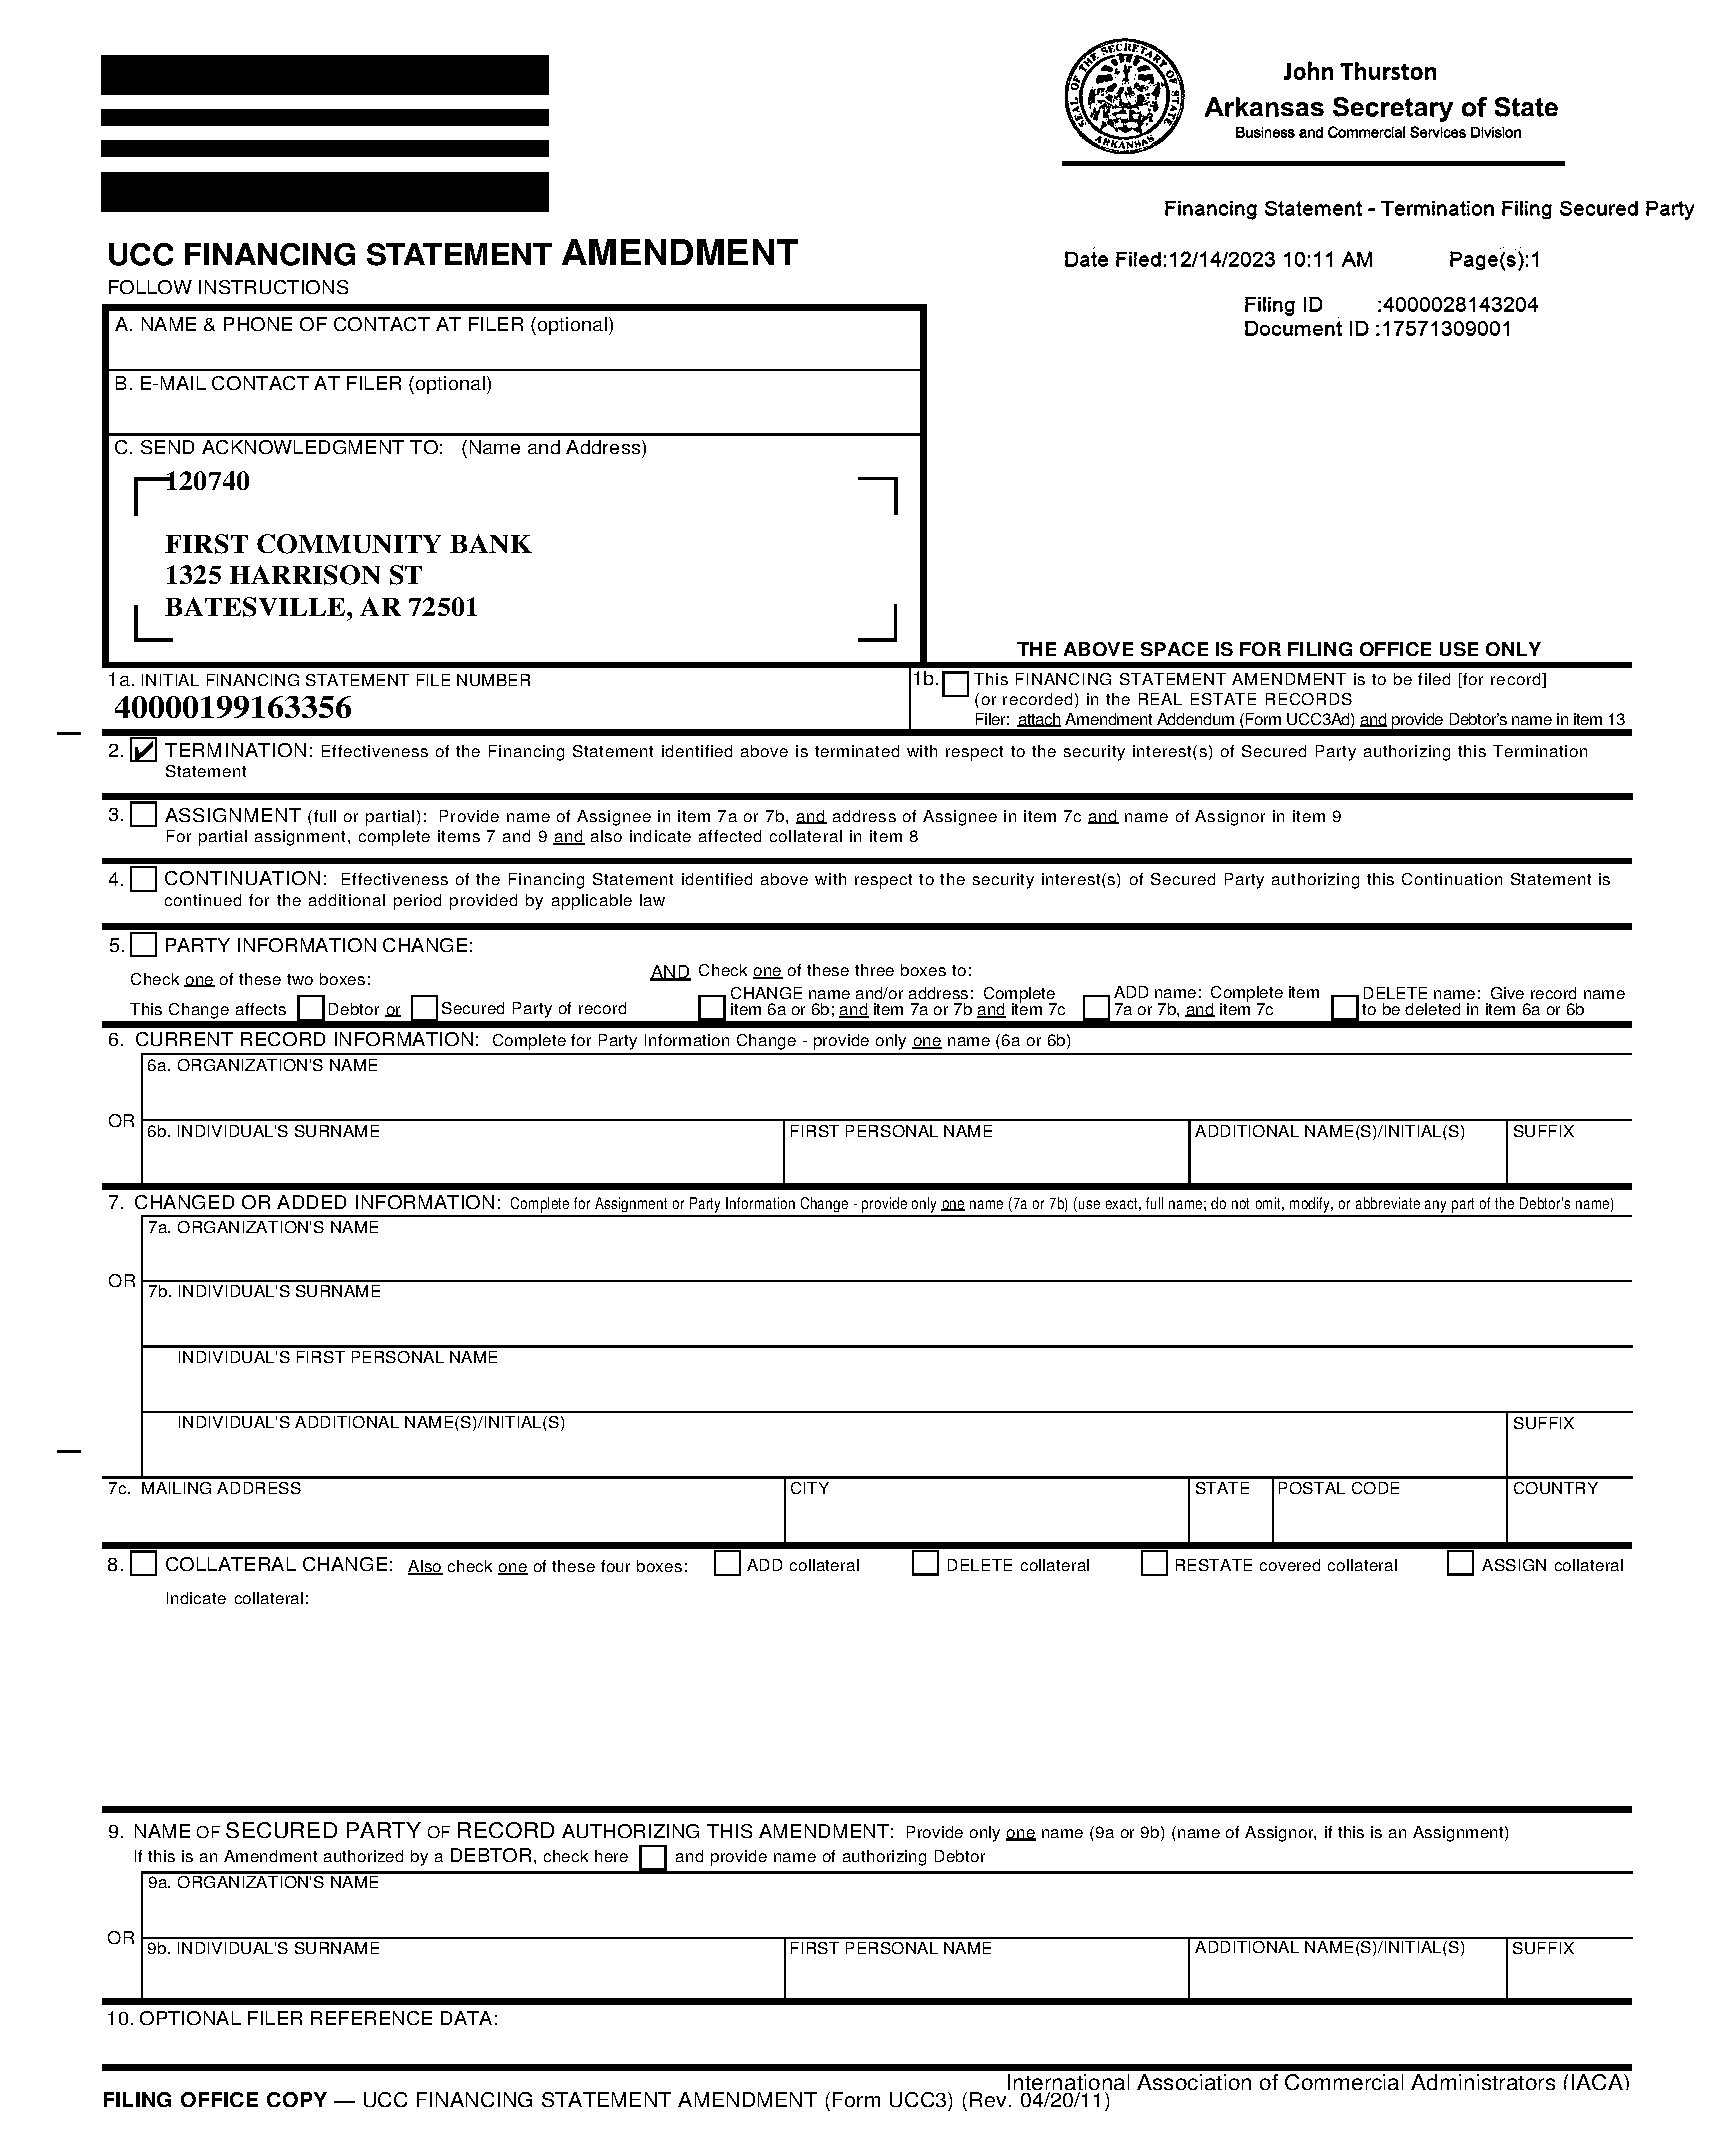 SEAL OF THE SECRETARY OF STATE
ARKANSAS
John Thurston
Arkansas Secretary of State
Business and Commercial Services Division
Financing Statement - Termination Filing Secured Party
Date Filed:12/14/2023 10:11 AM Page(s):1
Filing ID :4000028143204
Document ID :17571309001
UCC FINANCING STATEMENT AMENDMENT
FOLLOW INSTRUCTIONS
A. NAME & PHONE OF CONTACT AT FILER (optional)
B. E-MAIL CONTACT AT FILER (optional)
C. SEND ACKNOWLEDGMENT TO: (Name and Address)
120740
FIRST COMMUNITY BANK
1325 HARRISON ST
BATESVILLE, AR 72501
THE ABOVE SPACE IS FOR FILING OFFICE USE ONLY
1a. INITIAL FINANCING STATEMENT FILE NUMBER
40000199163356
1b. This FINANCING STATEMENT AMENDMENT is to be filed [for record]
(or recorded) in the REAL ESTATE RECORDS
Filer: attach Amendment Addendum (Form UCC3Ad) and provide Debtor's name in item 13
2. TERMINATION: Effectiveness of the Financing Statement identified above is terminated with respect to the security interest(s) of Secured Party authorizing this Termination
Statement
3. ASSIGNMENT (full or partial): Provide name of Assignee in item 7a or 7b, and address of Assignee in item 7c and name of Assignor in item 9
For partial assignment, complete items 7 and 9 and also indicate affected collateral in item 8
4. CONTINUATION: Effectiveness of the Financing Statement identified above with respect to the security interest(s) of Secured Party authorizing this Continuation Statement is
continued for the additional period provided by applicable law
5. PARTY INFORMATION CHANGE:
Check one of these two boxes:
This Change affects Debtor or Secured Party of record
AND Check one of these three boxes to:
CHANGE name and/or address: Complete
item 6a or 6b; and item 7a or 7b and item 7c
ADD name: Complete item
7a or 7b, and item 7c
DELETE name: Give record name
to be deleted in item 6a or 6b
6. CURRENT RECORD INFORMATION: Complete for Party Information Change - provide only one name (6a or 6b)
6a. ORGANIZATION'S NAME
OR
6b. INDIVIDUAL'S SURNAME FIRST PERSONAL NAME ADDITIONAL NAME(S)/INITIAL(S) SUFFIX
7. CHANGED OR ADDED INFORMATION: Complete for Assignment or Party Information Change - provide only one name (7a or 7b) (use exact, full name; do not omit, modify, or abbreviate any part of the Debtor's name)
7a. ORGANIZATION'S NAME
OR
7b. INDIVIDUAL'S SURNAME
INDIVIDUAL'S FIRST PERSONAL NAME
INDIVIDUAL'S ADDITIONAL NAME(S)/INITIAL(S) SUFFIX
7c. MAILING ADDRESS CITY STATE POSTAL CODE COUNTRY
8. COLLATERAL CHANGE: Also check one of these four boxes: ADD collateral DELETE collateral RESTATE covered collateral ASSIGN collateral
Indicate collateral:
9. NAME OF SECURED PARTY OF RECORD AUTHORIZING THIS AMENDMENT: Provide only one name (9a or 9b) (name of Assignor, if this is an Assignment)
If this is an Amendment authorized by a DEBTOR, check here and provide name of authorizing Debtor
9a. ORGANIZATION'S NAME
OR
9b. INDIVIDUAL'S SURNAME FIRST PERSONAL NAME ADDITIONAL NAME(S)/INITIAL(S) SUFFIX
10. OPTIONAL FILER REFERENCE DATA:
International Association of Commercial Administrators (IACA)
FILING OFFICE COPY — UCC FINANCING STATEMENT AMENDMENT (Form UCC3) (Rev. 04/20/11)